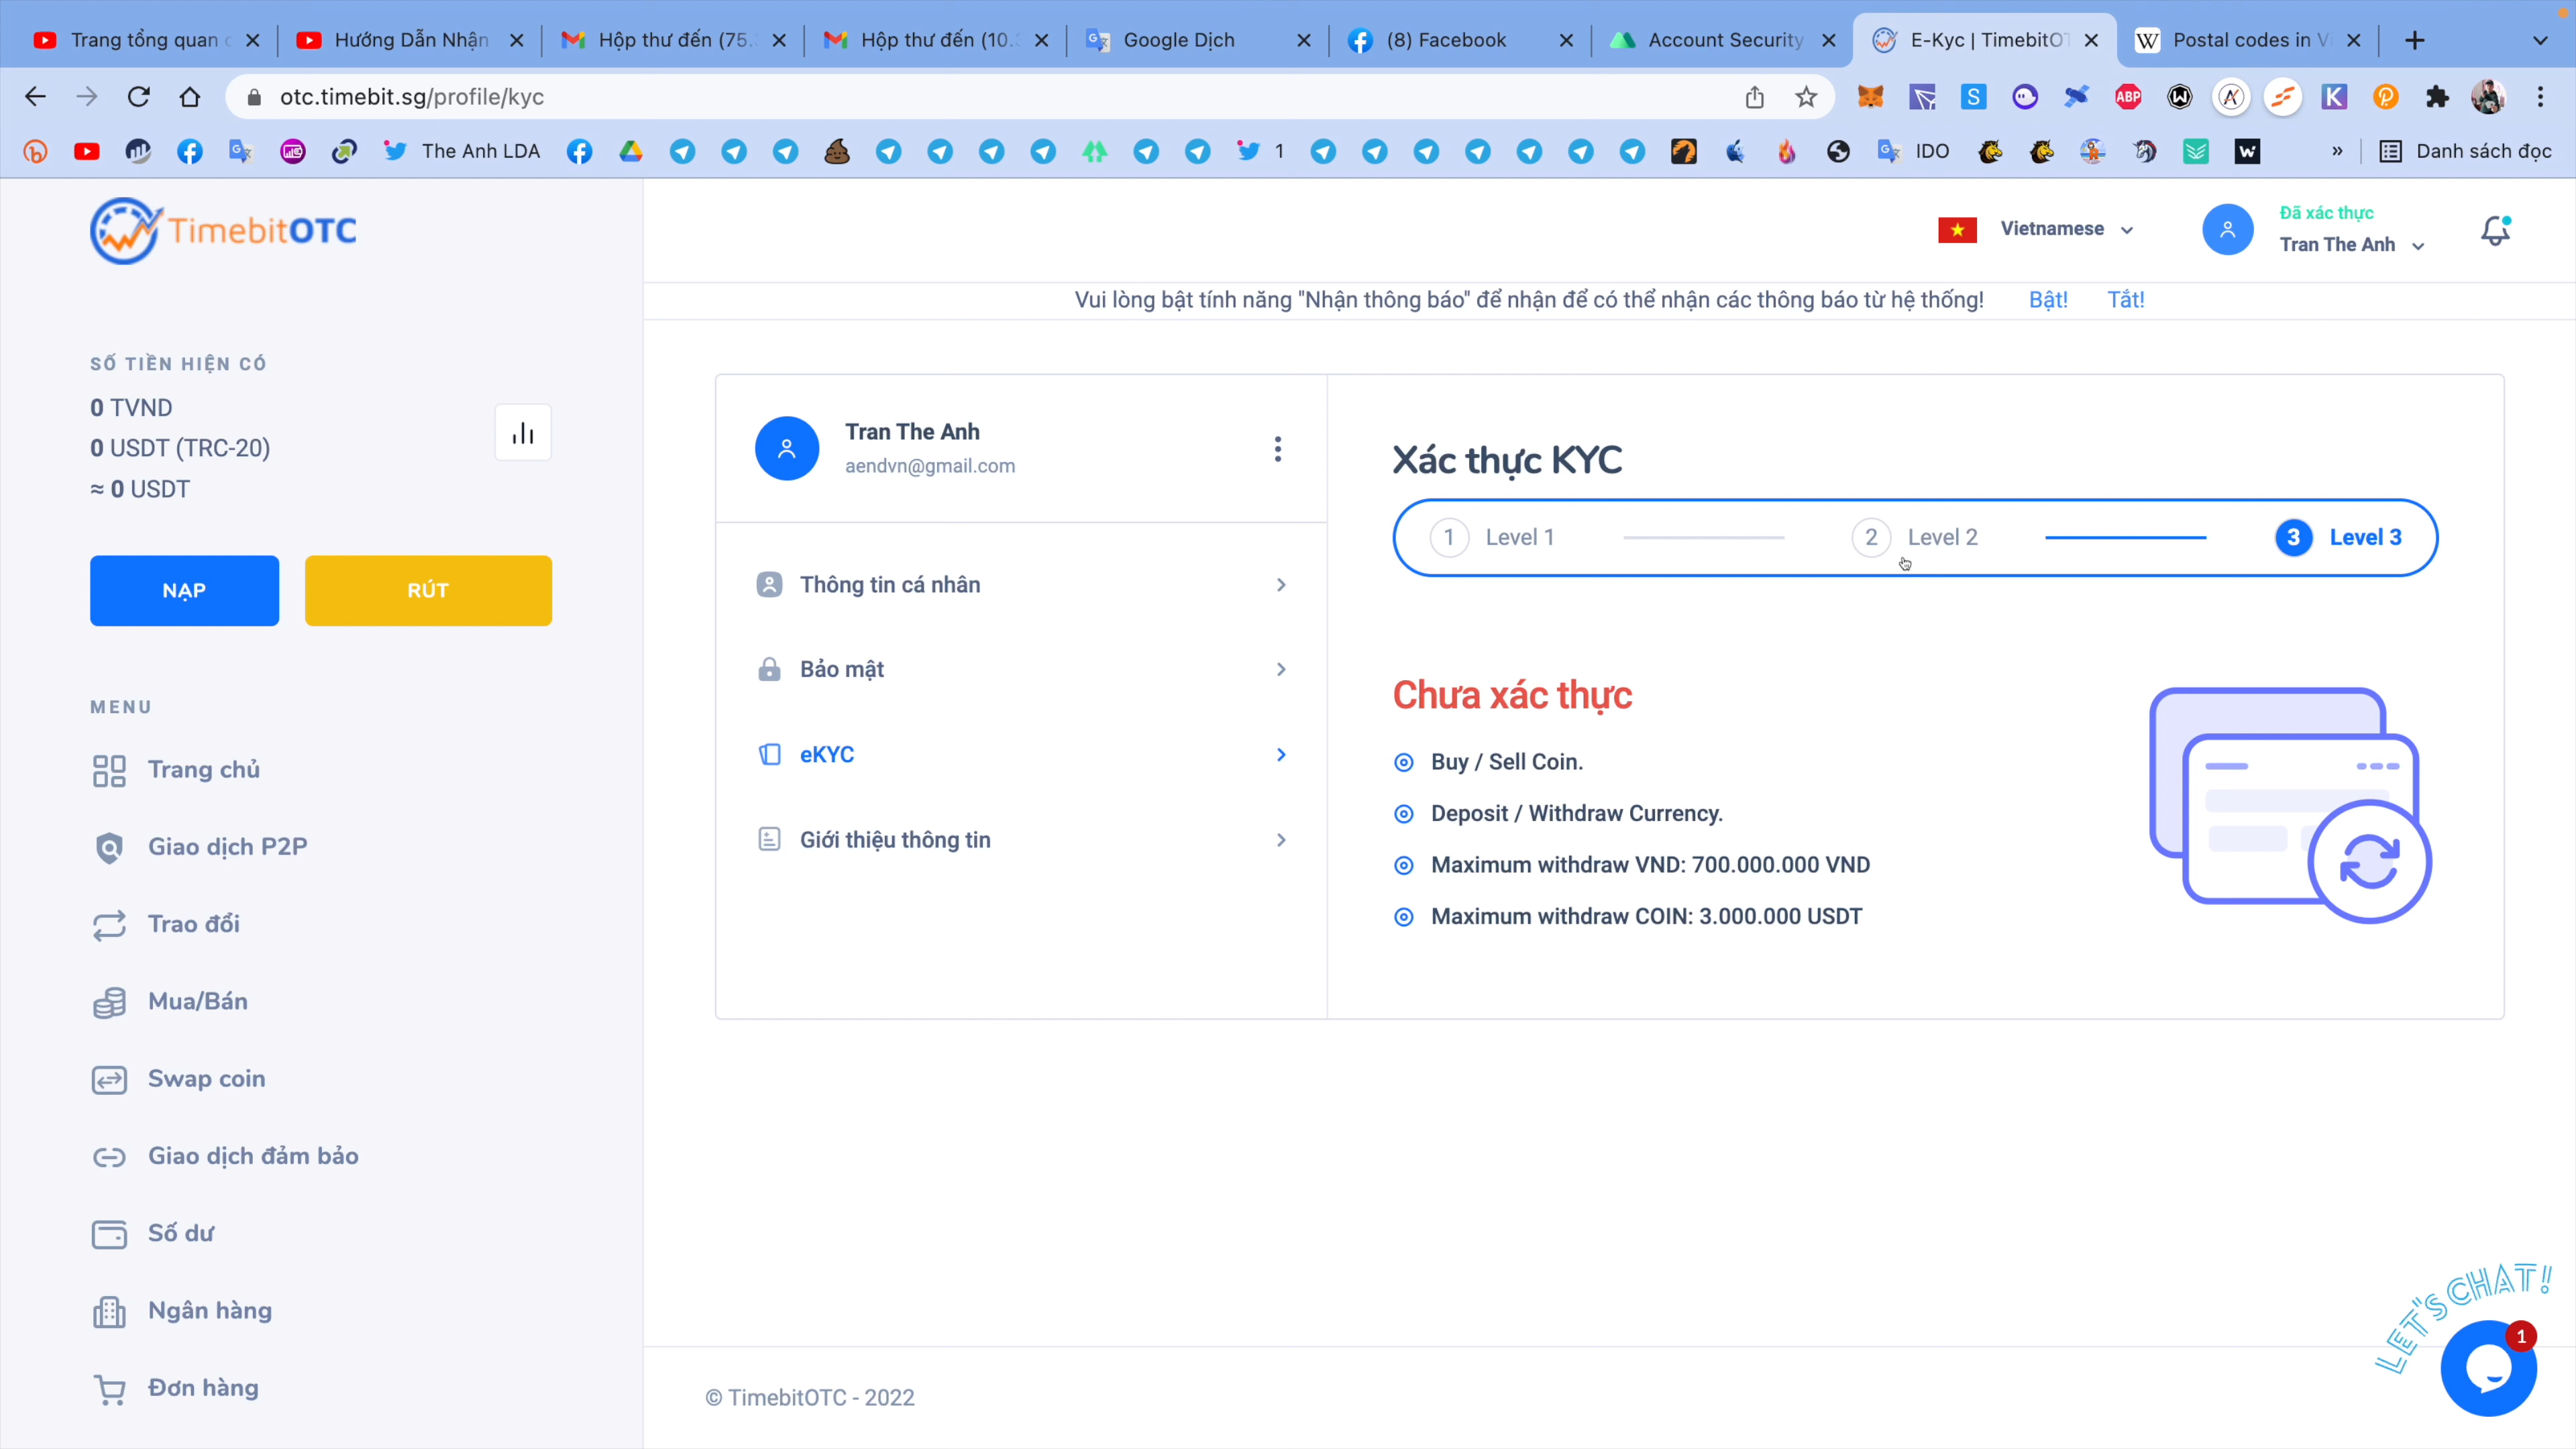 Trang tổng quan
Hướng Dẫn Nhận
Hộp thư đến (75.
Hộp thư đến (10.
Google Dịch
(8) Facebook
Account Security
E-Kyc | TimebitOT
Postal codes in
otc.timebit.sg/profile/kyc
The Anh LDA
1
IDO
Danh sách đọc
TimebitOTC
Vietnamese
Đã xác thực
Tran The Anh
Vui lòng bật tính năng "Nhận thông báo" để nhận để có thể nhận các thông báo từ hệ thống! Bật! Tắt!
SỐ TIỀN HIỆN CÓ
0 TVND
0 USDT (TRC-20)
≈ 0 USDT
NẠP
RÚT
MENU
Trang chủ
Giao dịch P2P
Trao đổi
Mua/Bán
Swap coin
Giao dịch đảm bảo
Số dư
Ngân hàng
Đơn hàng
Tran The Anh
aendvn@gmail.com
Thông tin cá nhân
Bảo mật
eKYC
Giới thiệu thông tin
Xác thực KYC
1 Level 1
2 Level 2
3 Level 3
Chưa xác thực
Buy / Sell Coin.
Deposit / Withdraw Currency.
Maximum withdraw VND: 700.000.000 VND
Maximum withdraw COIN: 3.000.000 USDT
LET'S CHAT!
1
© TimebitOTC - 2022